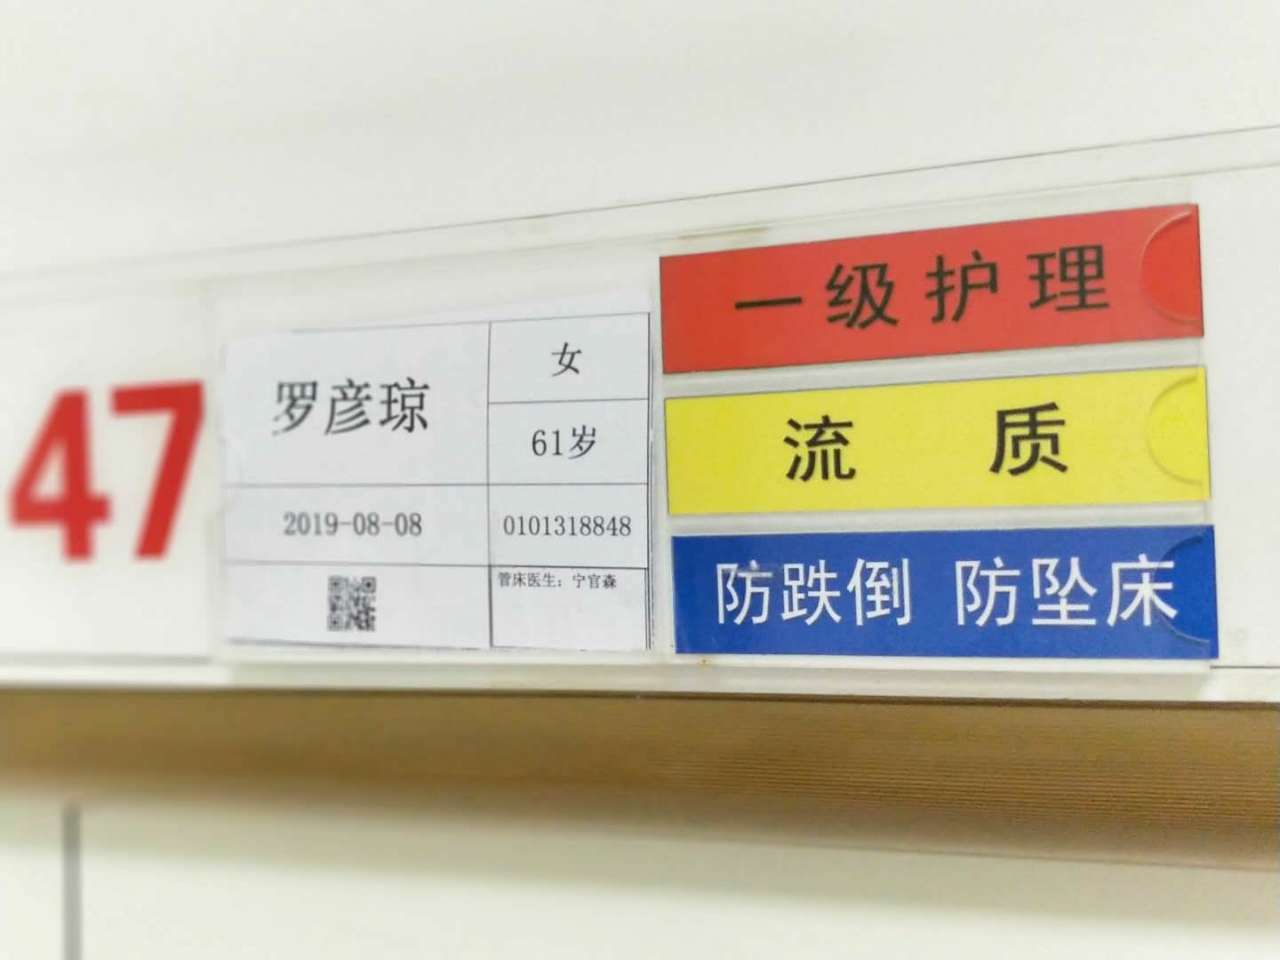 47
罗彦琼
女
61岁
2019-08-08
0101318848
管床医生：宁官森
一级护理
流 质
防跌倒 防坠床